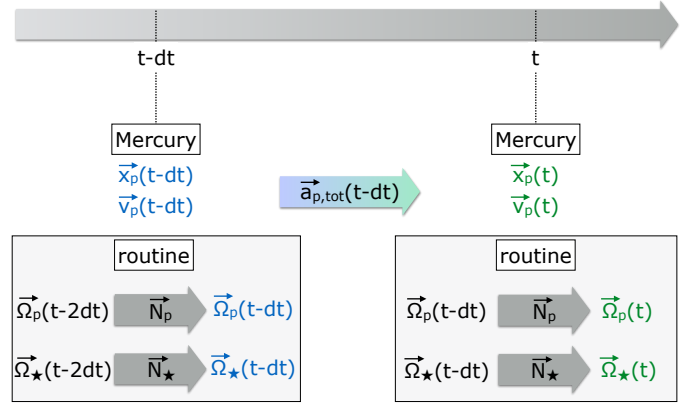 t-dt t
Mercury Mercury
x⃗ₚ(t-dt) a⃗ₚ,tot(t-dt) x⃗ₚ(t)
v⃗ₚ(t-dt) v⃗ₚ(t)
routine routine
Ω⃗ₚ(t-2dt) N⃗ₚ Ω⃗ₚ(t-dt) Ω⃗ₚ(t-dt) N⃗ₚ Ω⃗ₚ(t)
Ω⃗★(t-2dt) N⃗★ Ω⃗★(t-dt) Ω⃗★(t-dt) N⃗★ Ω⃗★(t)